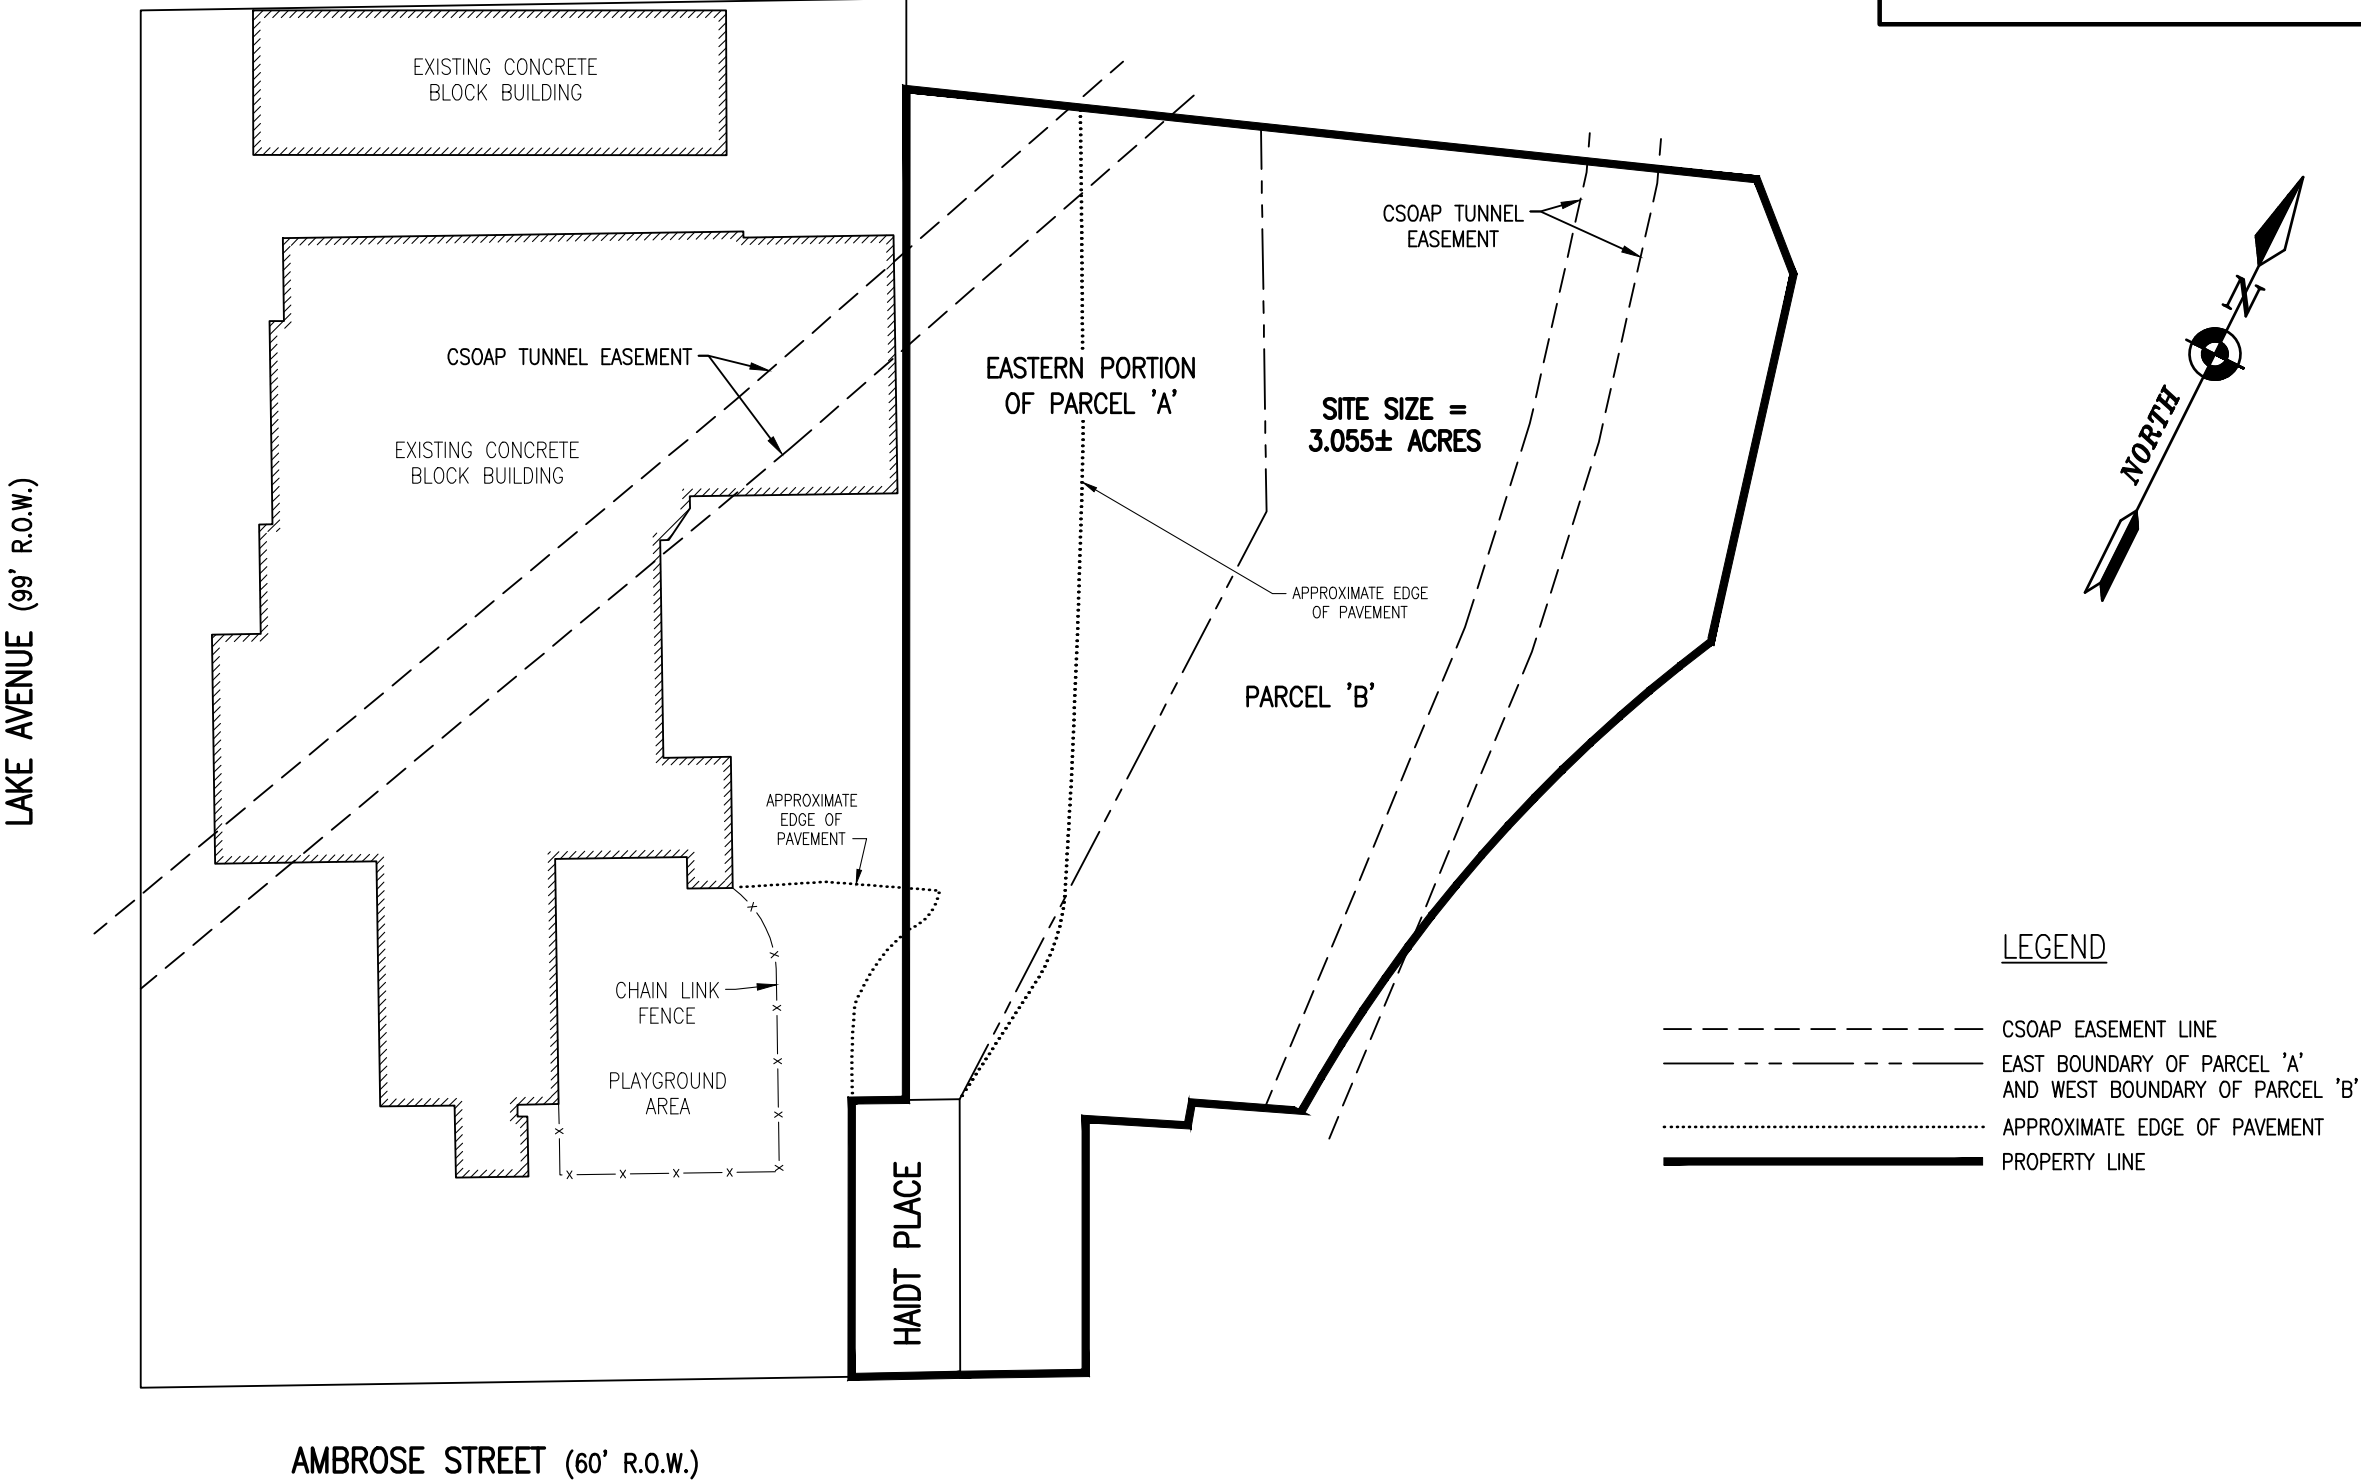 EXISTING CONCRETE
BLOCK BUILDING
CSOAP TUNNEL
EASEMENT
N
NORTH
CSOAP TUNNEL EASEMENT
EASTERN PORTION
OF PARCEL 'A'
SITE SIZE =
3.055± ACRES
EXISTING CONCRETE
BLOCK BUILDING
LAKE AVENUE (99' R.O.W.)
APPROXIMATE EDGE
OF PAVEMENT
PARCEL 'B'
APPROXIMATE
EDGE OF
PAVEMENT
CHAIN LINK
FENCE
PLAYGROUND
AREA
HAIDT PLACE
LEGEND
CSOAP EASEMENT LINE
EAST BOUNDARY OF PARCEL 'A'
AND WEST BOUNDARY OF PARCEL 'B'
APPROXIMATE EDGE OF PAVEMENT
PROPERTY LINE
AMBROSE STREET (60' R.O.W.)